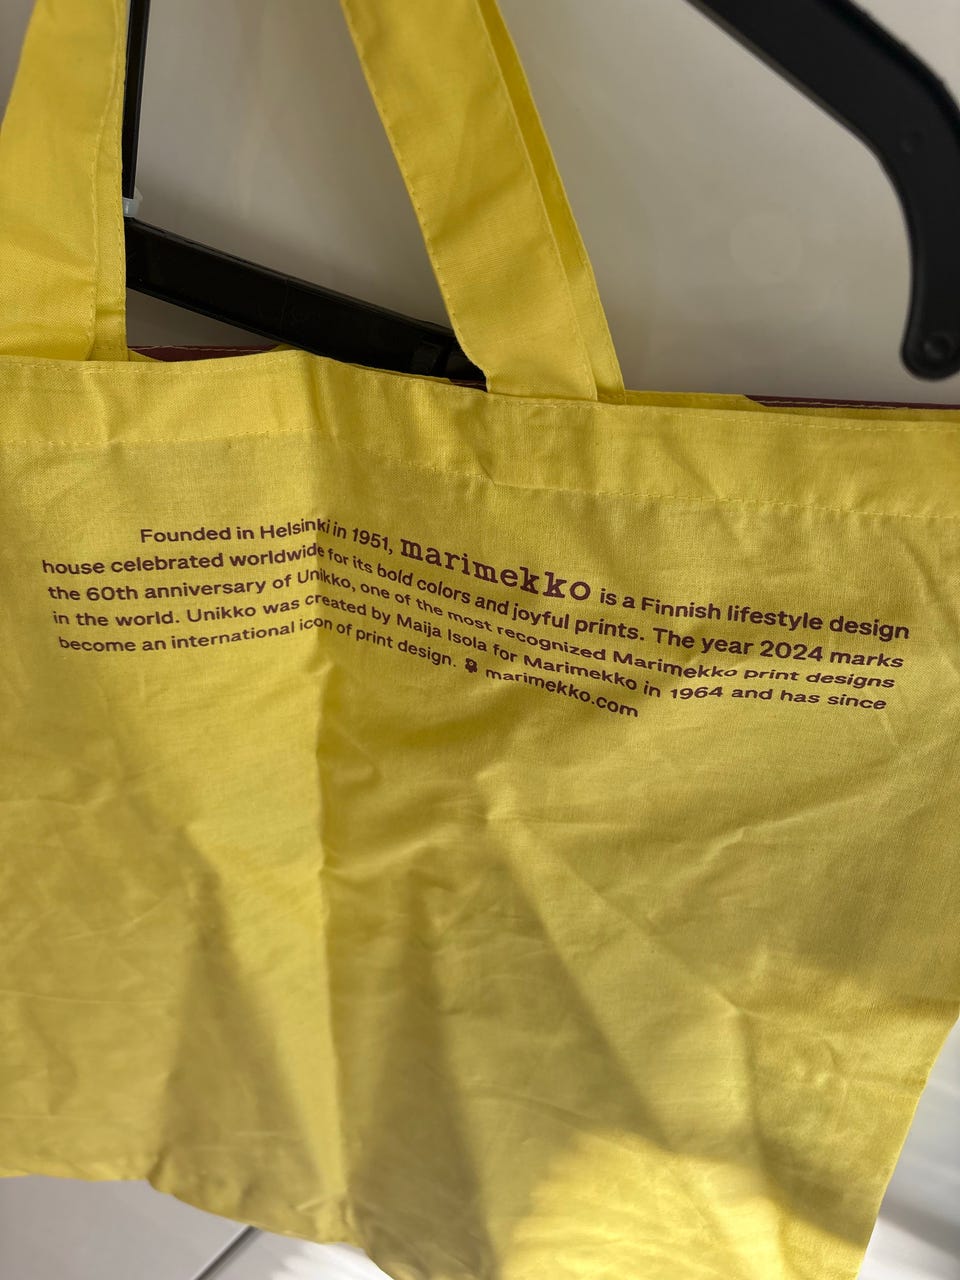 Founded in Helsinki in 1951, marimekko is a Finnish lifestyle design
house celebrated worldwide for its bold colors and joyful prints. The year 2024 marks
the 60th anniversary of Unikko, one of the most recognized Marimekko print designs
in the world. Unikko was created by Maija Isola for Marimekko in 1964 and has since
become an international icon of print design. marimekko.com